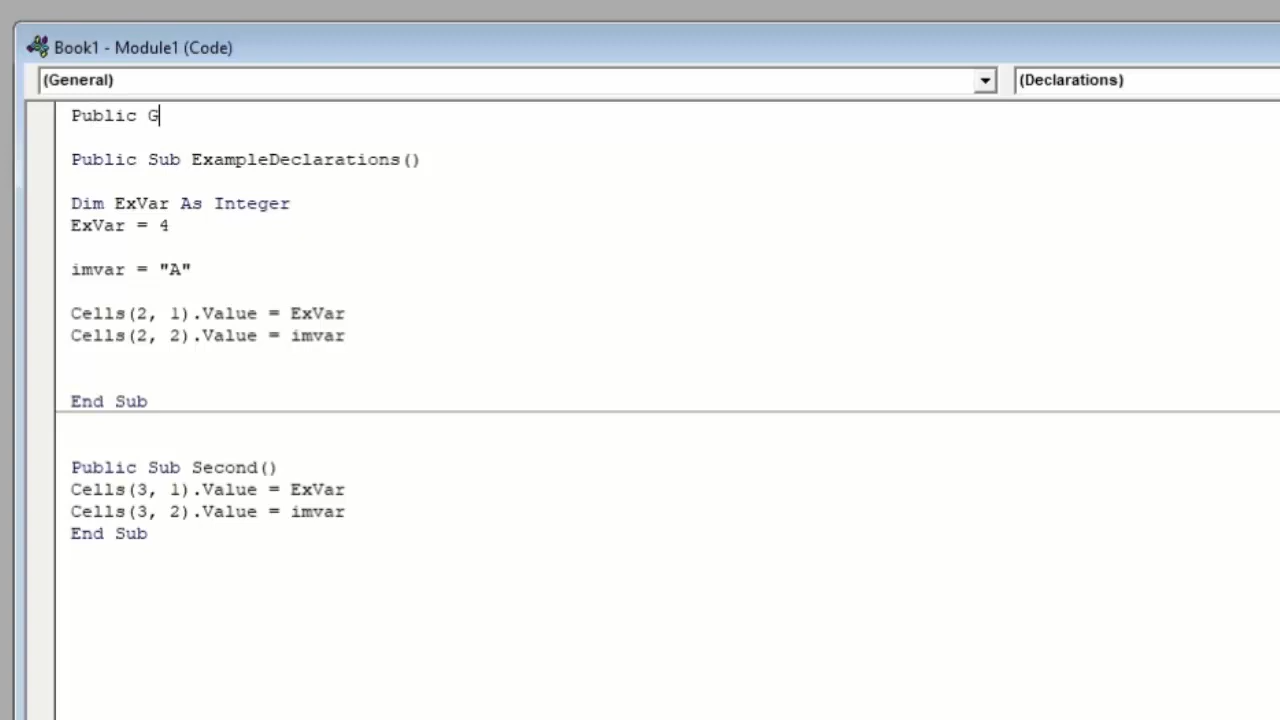 Book1 - Module1 (Code)
(General)
(Declarations)
Public G
Public Sub ExampleDeclarations()
Dim ExVar As Integer
ExVar = 4
imvar = "A"
Cells(2, 1).Value = ExVar
Cells(2, 2).Value = imvar
End Sub
Public Sub Second()
Cells(3, 1).Value = ExVar
Cells(3, 2).Value = imvar
End Sub